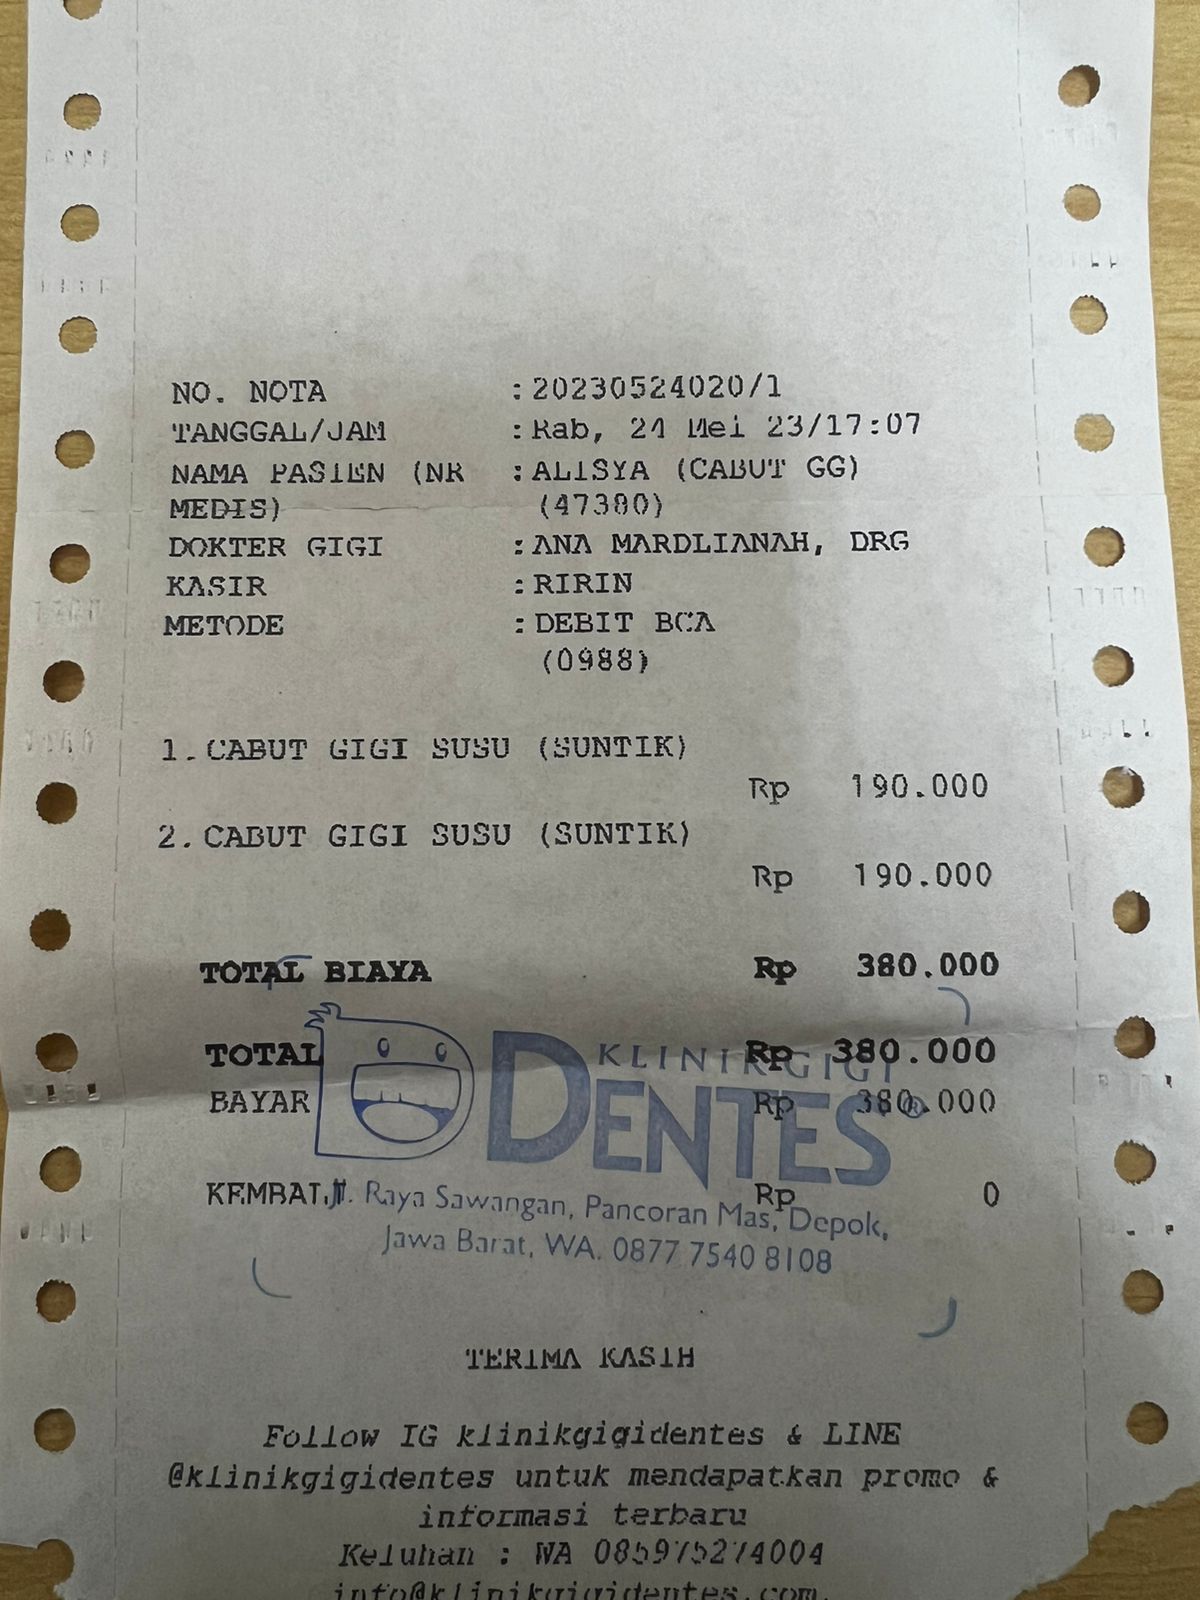 NO. NOTA : 20230524020/1
TANGGAL/JAM : Rab, 24 Mei 23/17:07
NAMA PASIEN (NR : ALISYA (CABUT GG)
MEDIS) (47380)
DOKTER GIGI : ANA MARDLIANAH, DRG
KASIR : RIRIN
METODE : DEBIT BCA
(0988)
1. CABUT GIGI SUSU (SUNTIK)
Rp 190.000
2. CABUT GIGI SUSU (SUNTIK)
Rp 190.000
TOTAL BIAYA Rp 380.000
TOTAL Rp 380.000
BAYAR Rp 380.000
KEMBALI Rp 0
KLINIK GIGI
DENTES®
Jl. Raya Sawangan, Pancoran Mas, Depok,
Jawa Barat, WA. 0877 7540 8108
TERIMA KASIH
Follow IG klinikgigidentes & LINE
@klinikgigidentes untuk mendapatkan promo &
informasi terbaru
Keluhan : WA 085975274004
info@klinikgigidentes.com.